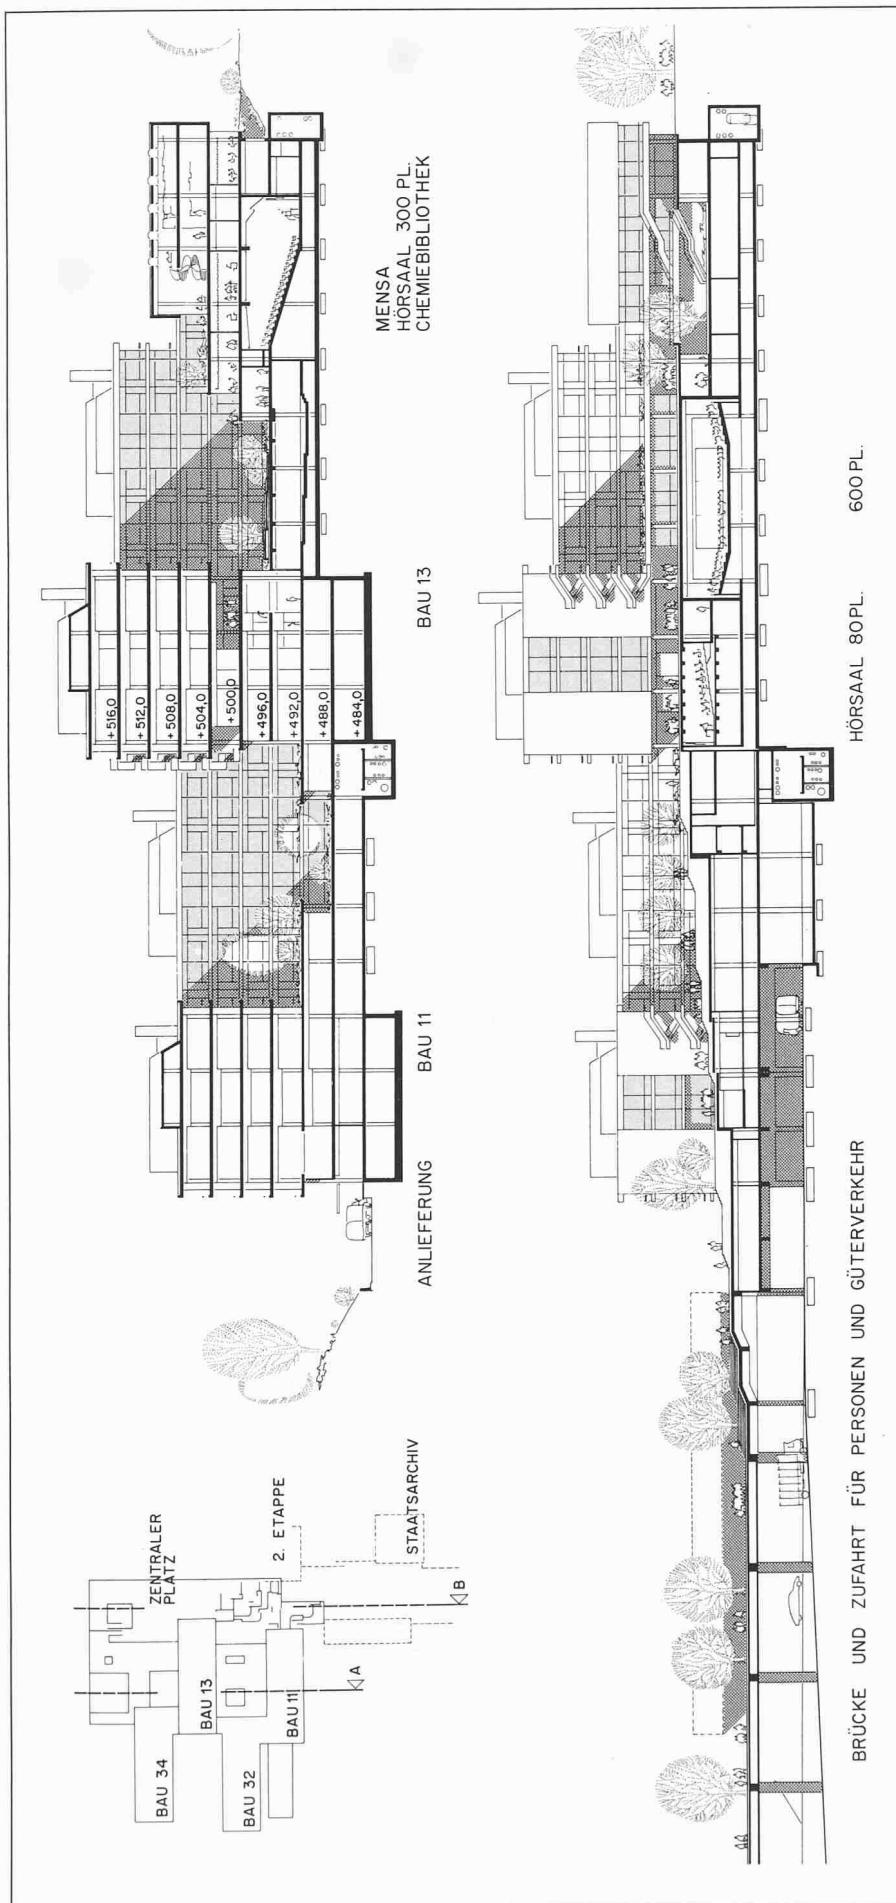 MENSA
HÖRSAAL 300 PL.
CHEMIEBIBLIOTHEK
BAU 13
BAU 11
ANLIEFERUNG
+516,0
+512,0
+508,0
+504,0
+500,0
+496,0
+492,0
+488,0
+484,0
ZENTRALER
PLATZ
2. ETAPPE
STAATSARCHIV
BAU 34
BAU 13
BAU 32
BAU 11
A
B
600 PL.
HÖRSAAL 80 PL.
BRÜCKE UND ZUFAHRT FÜR PERSONEN UND GÜTERVERKEHR